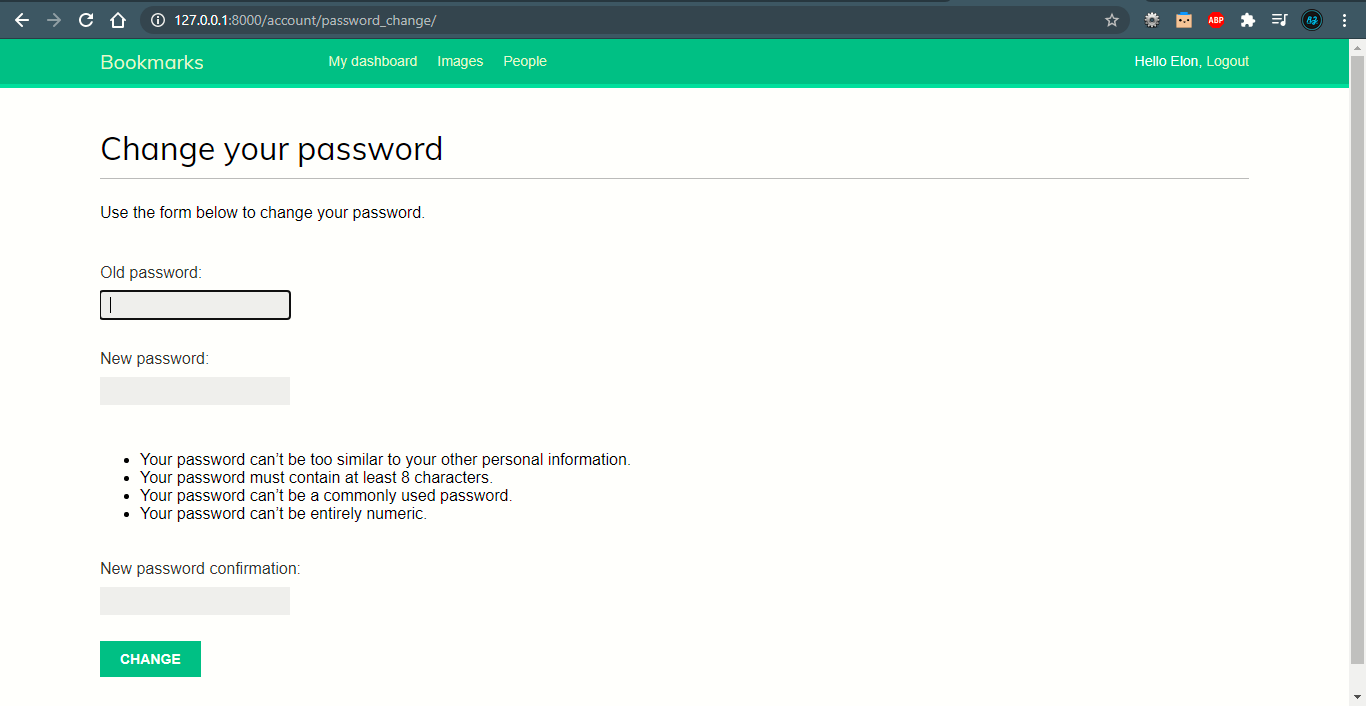 127.0.0.1:8000/account/password_change/
ABP
Bookmarks
My dashboard Images People
Hello Elon, Logout
Change your password
Use the form below to change your password.
Old password:
New password:
• Your password can’t be too similar to your other personal information.
• Your password must contain at least 8 characters.
• Your password can’t be a commonly used password.
• Your password can’t be entirely numeric.
New password confirmation:
CHANGE